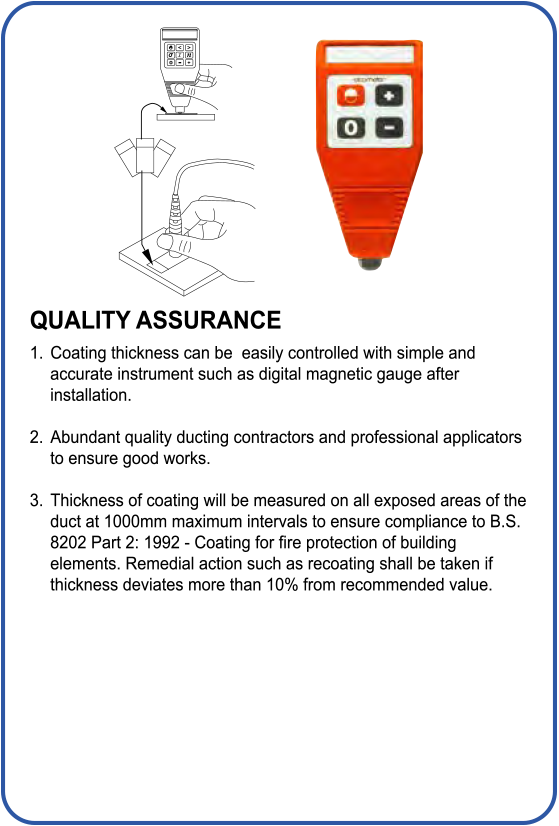 elcometer
0
QUALITY ASSURANCE
1. Coating thickness can be easily controlled with simple and
accurate instrument such as digital magnetic gauge after
installation.
2. Abundant quality ducting contractors and professional applicators
to ensure good works.
3. Thickness of coating will be measured on all exposed areas of the
duct at 1000mm maximum intervals to ensure compliance to B.S.
8202 Part 2: 1992 - Coating for fire protection of building
elements. Remedial action such as recoating shall be taken if
thickness deviates more than 10% from recommended value.